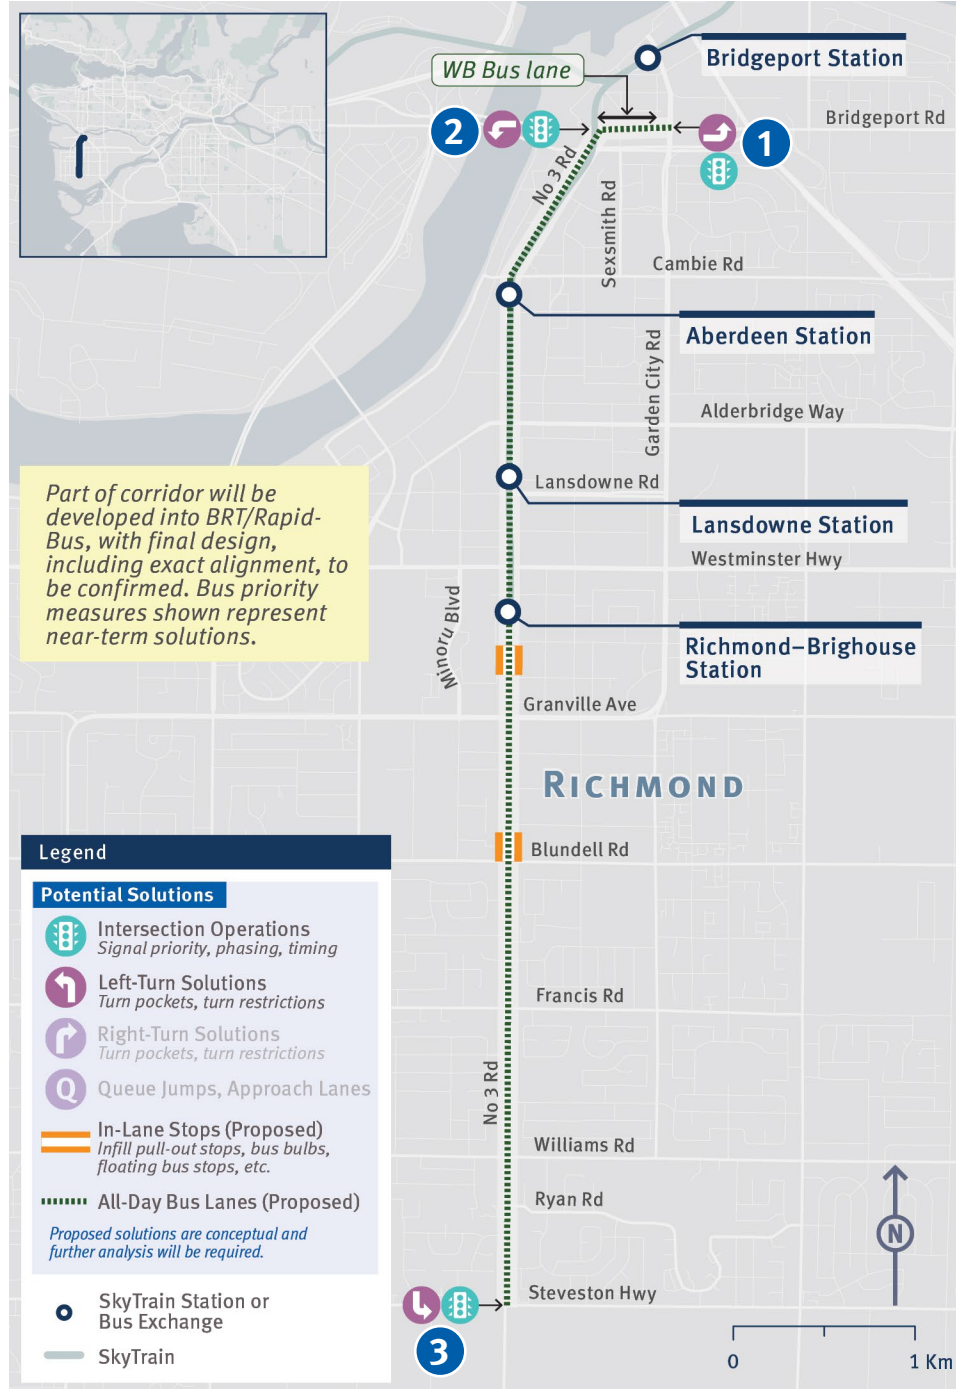 Bridgeport Station
WB Bus lane
Bridgeport Rd
2
1
No 3 Rd
Sexsmith Rd
Cambie Rd
Aberdeen Station
Garden City Rd
Alderbridge Way
Lansdowne Rd
Part of corridor will be
developed into BRT/Rapid-
Bus, with final design,
including exact alignment, to
be confirmed. Bus priority
measures shown represent
near-term solutions.
Lansdowne Station
Westminster Hwy
Minoru Blvd
Richmond–Brighouse
Station
Granville Ave
RICHMOND
Blundell Rd
Legend
Potential Solutions
Intersection Operations
Signal priority, phasing, timing
Left-Turn Solutions
Turn pockets, turn restrictions
Right-Turn Solutions
Turn pockets, turn restrictions
Q
Queue Jumps, Approach Lanes
In-Lane Stops (Proposed)
Infill pull-out stops, bus bulbs,
floating bus stops, etc.
All-Day Bus Lanes (Proposed)
Proposed solutions are conceptual and
further analysis will be required.
SkyTrain Station or
Bus Exchange
SkyTrain
Francis Rd
No 3 Rd
Williams Rd
Ryan Rd
N
Steveston Hwy
3
0
1 Km